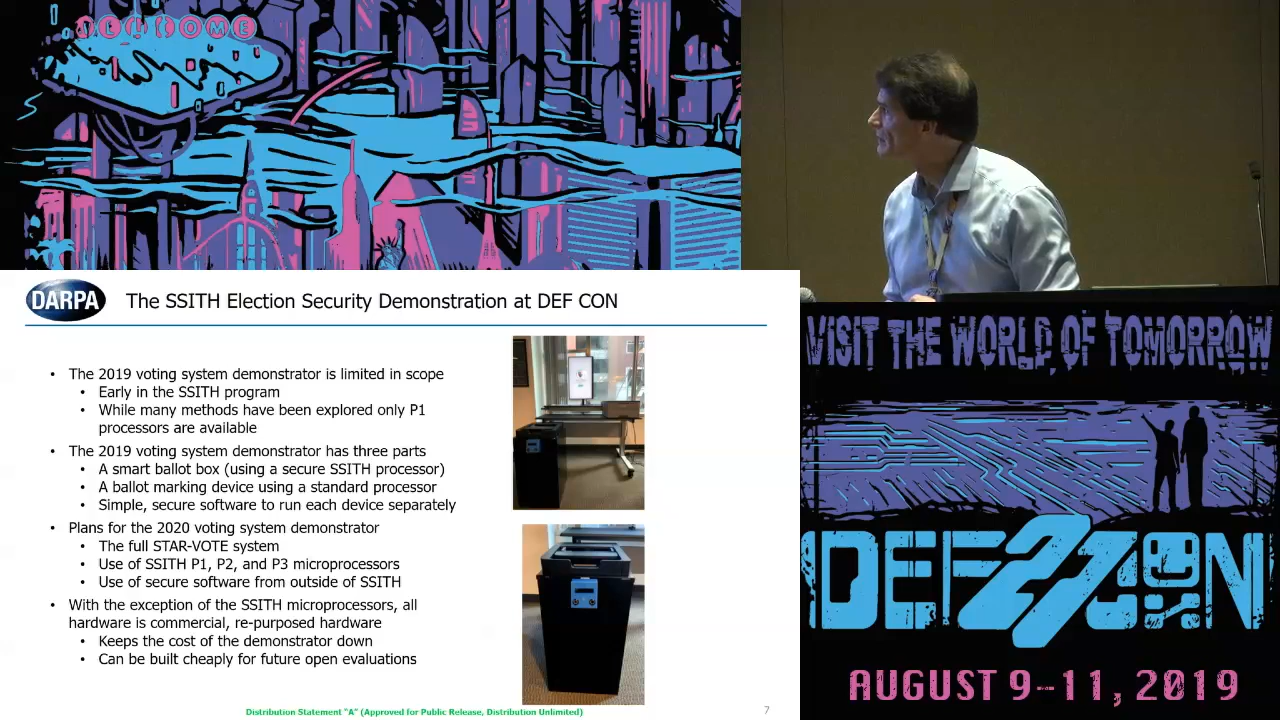 WELCOME
DARPA
The SSITH Election Security Demonstration at DEF CON
• The 2019 voting system demonstrator is limited in scope
• Early in the SSITH program
• While many methods have been explored only P1
processors are available
• The 2019 voting system demonstrator has three parts
• A smart ballot box (using a secure SSITH processor)
• A ballot marking device using a standard processor
• Simple, secure software to run each device separately
• Plans for the 2020 voting system demonstrator
• The full STAR-VOTE system
• Use of SSITH P1, P2, and P3 microprocessors
• Use of secure software from outside of SSITH
• With the exception of the SSITH microprocessors, all
hardware is commercial, re-purposed hardware
• Keeps the cost of the demonstrator down
• Can be built cheaply for future open evaluations
Distribution Statement "A" (Approved for Public Release, Distribution Unlimited)
7
VISIT THE WORLD OF TOMORROW
DEF 27 CON
AUGUST 9-11, 2019